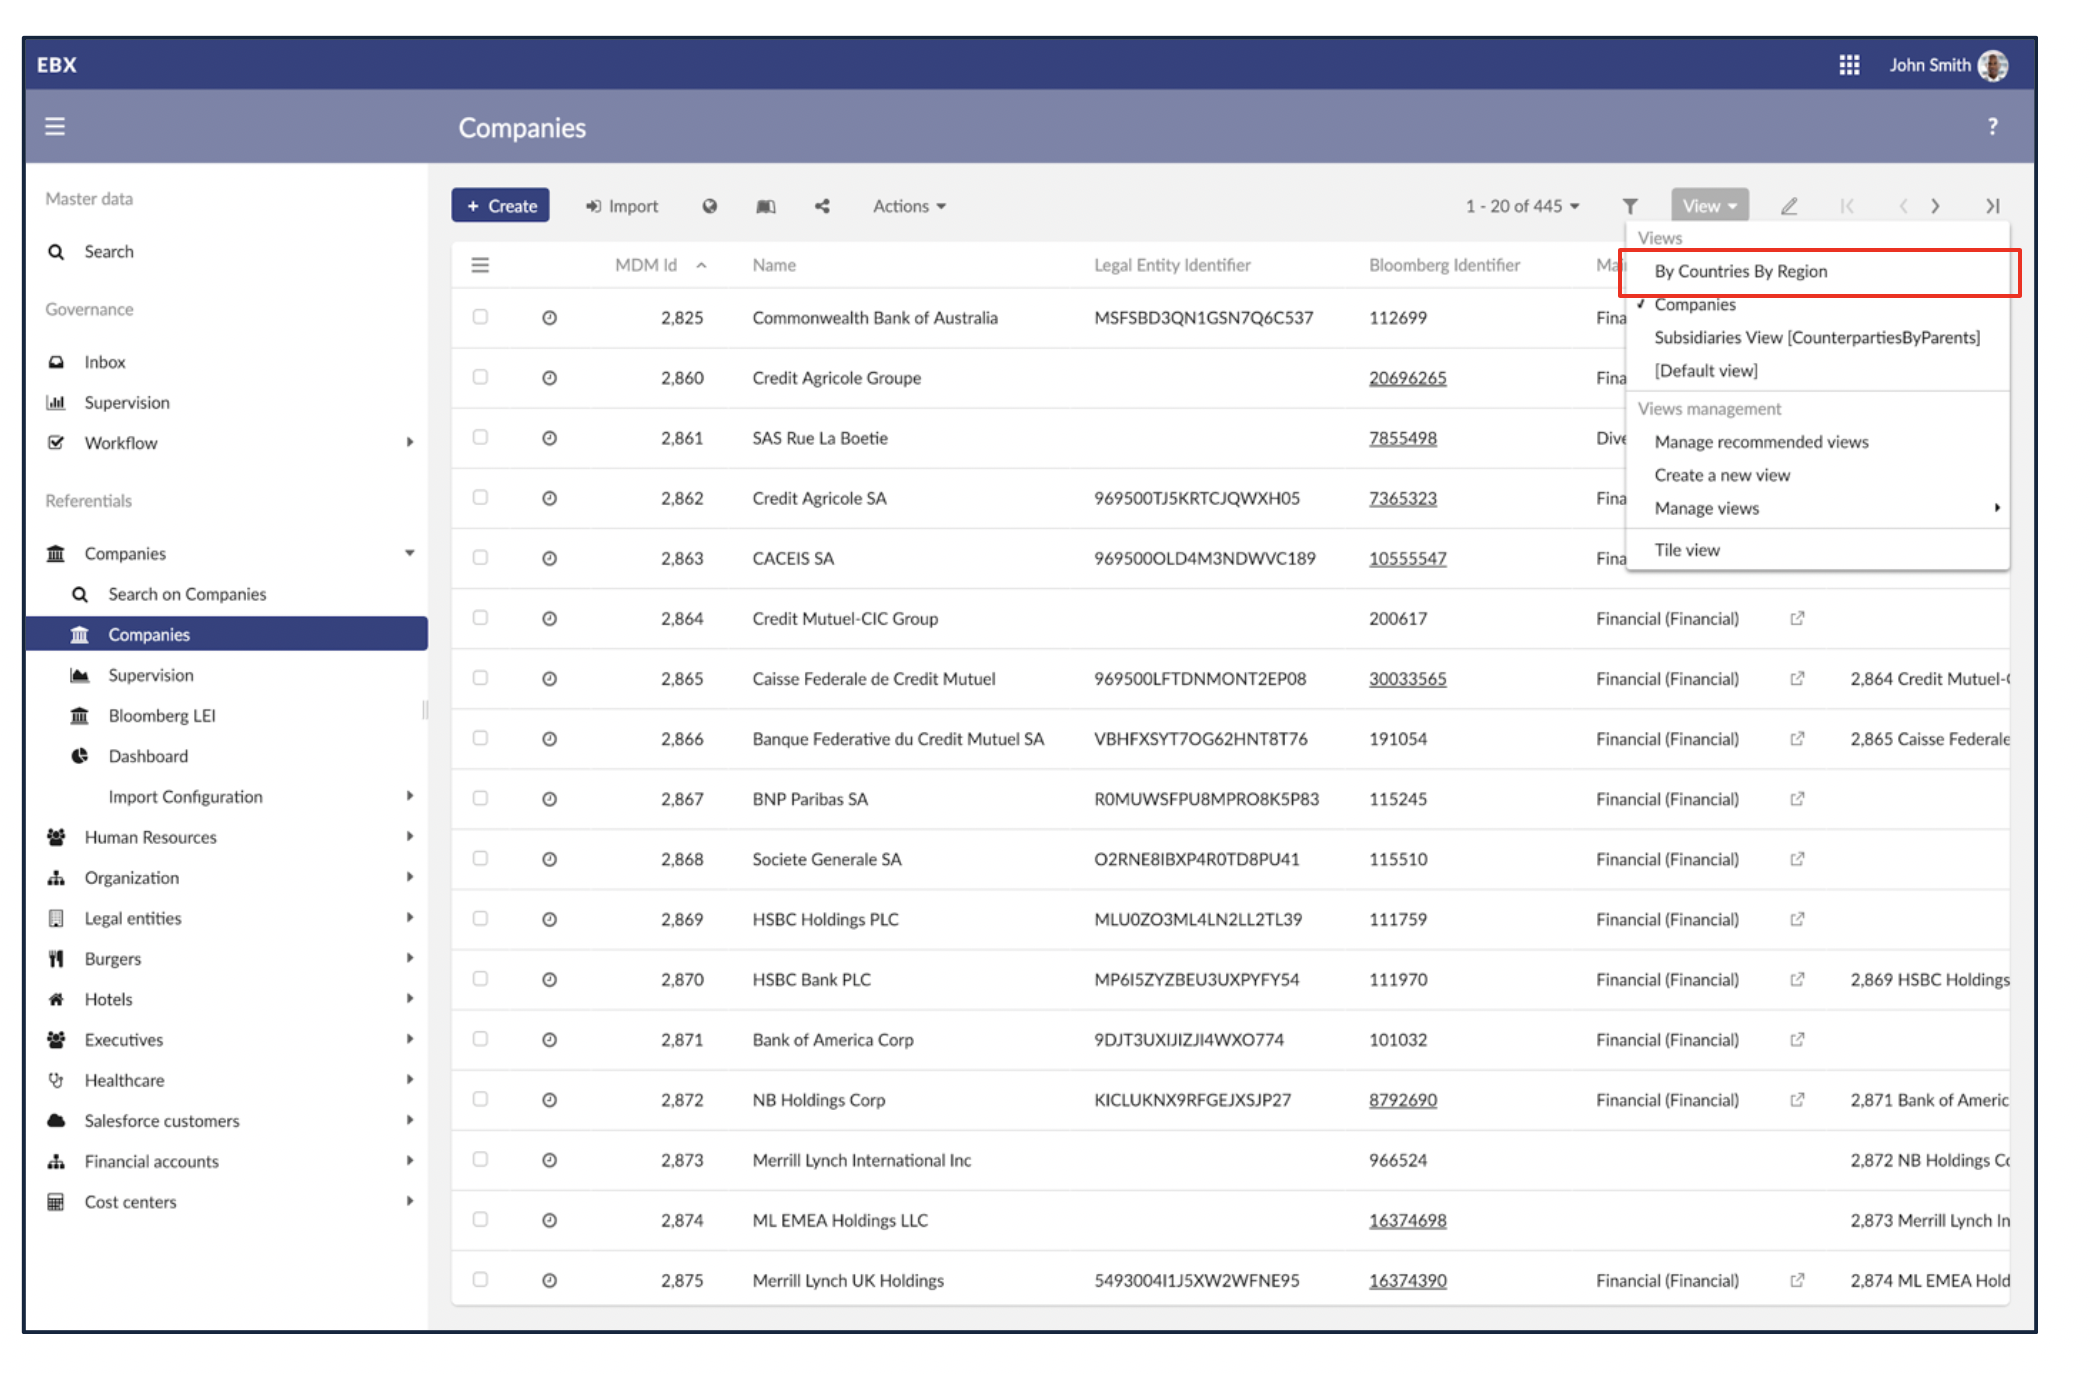 EBX
John Smith
Companies
?
Master data
Search
Governance
Inbox
Supervision
Workflow
Referentials
Companies
Search on Companies
Companies
Supervision
Bloomberg LEI
Dashboard
Import Configuration
Human Resources
Organization
Legal entities
Burgers
Hotels
Executives
Healthcare
Salesforce customers
Financial accounts
Cost centers
+ Create Import Actions 1 - 20 of 445 View
MDM Id Name Legal Entity Identifier Bloomberg Identifier
2,825 Commonwealth Bank of Australia MSFSBD3QN1GSN7Q6C537 112699 Fina
2,860 Credit Agricole Groupe 20696265 Fina
2,861 SAS Rue La Boetie 7855498 Dive
2,862 Credit Agricole SA 969500TJ5KRTCJQWXH05 7365323 Fina
2,863 CACEIS SA 969500OLD4M3NDWVC189 10555547 Fina
2,864 Credit Mutuel-CIC Group 200617 Financial (Financial)
2,865 Caisse Federale de Credit Mutuel 969500LFTDNMONT2EP08 30033565 Financial (Financial) 2,864 Credit Mutuel-
2,866 Banque Federative du Credit Mutuel SA VBHFXSYT7OG62HNT8T76 191054 Financial (Financial) 2,865 Caisse Federale
2,867 BNP Paribas SA R0MUWSFPU8MPRO8K5P83 115245 Financial (Financial)
2,868 Societe Generale SA O2RNE8IBXP4R0TD8PU41 115510 Financial (Financial)
2,869 HSBC Holdings PLC MLU0ZO3ML4LN2LL2TL39 111759 Financial (Financial)
2,870 HSBC Bank PLC MP6I5ZYZBEU3UXPYFY54 111970 Financial (Financial) 2,869 HSBC Holdings
2,871 Bank of America Corp 9DJT3UXIJIZJI4WXO774 101032 Financial (Financial)
2,872 NB Holdings Corp KICLUKNX9RFGEJXSJP27 8792690 Financial (Financial) 2,871 Bank of Americ
2,873 Merrill Lynch International Inc 966524 2,872 NB Holdings Co
2,874 ML EMEA Holdings LLC 16374698 2,873 Merrill Lynch In
2,875 Merrill Lynch UK Holdings 5493004I1J5XW2WFNE95 16374390 Financial (Financial) 2,874 ML EMEA Hold
Views
By Countries By Region
Companies
Subsidiaries View [CounterpartiesByParents]
[Default view]
Views management
Manage recommended views
Create a new view
Manage views
Tile view